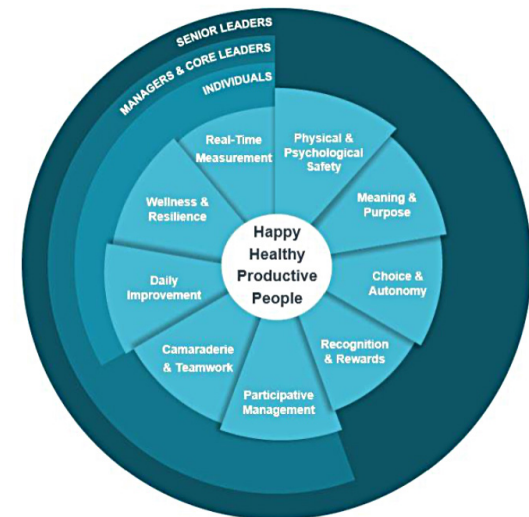 SENIOR LEADERS
MANAGERS & CORE LEADERS
INDIVIDUALS
Real-Time
Measurement
Physical &
Psychological
Safety
Wellness &
Resilience
Meaning &
Purpose
Happy
Healthy
Productive
People
Daily
Improvement
Choice &
Autonomy
Camaraderie
& Teamwork
Recognition
& Rewards
Participative
Management